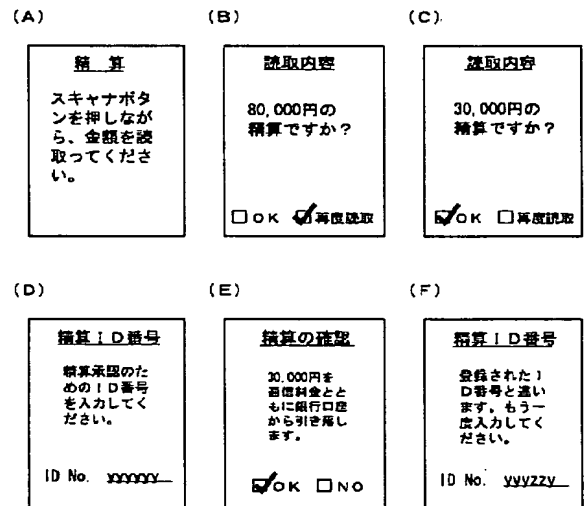 (A)
(B)
(C)
精 算
スキャナボタ
ンを押しなが
ら、金額を読
取ってくださ
い。
読取内容
80,000円の
精算ですか？
□OK ☑再度読取
読取内容
30,000円の
精算ですか？
☑OK □再度読取
(D)
(E)
(F)
精算ID番号
精算承認のた
めのID番号
を入力してく
ださい。
ID No. yyyyyy
精算の確認
30,000円を
通信料金とと
もに銀行口座
から引き落し
ます。
☑OK □NO
精算ID番号
登録されたI
D番号と違い
ます。もう一
度入力してく
ださい。
ID No. yyyzzy